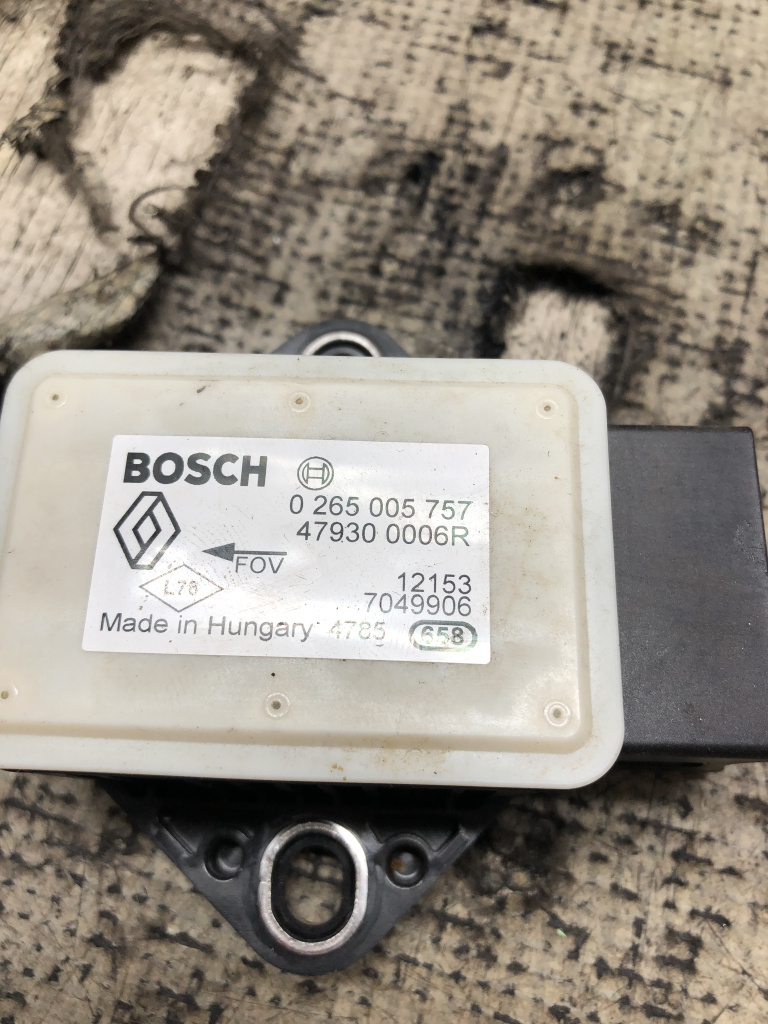 BOSCH
0 265 005 757
47930 0006R
FOV
L78
12153
7049906
Made in Hungary 4785 658